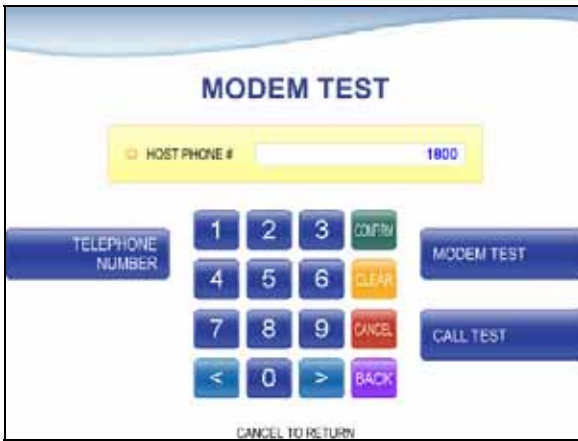 MODEM TEST
HOST PHONE # 1800
TELEPHONE
NUMBER
1 2 3 CONFIRM
MODEM TEST
4 5 6 CLEAR
7 8 9 CANCEL
CALL TEST
< 0 > BACK
CANCEL TO RETURN